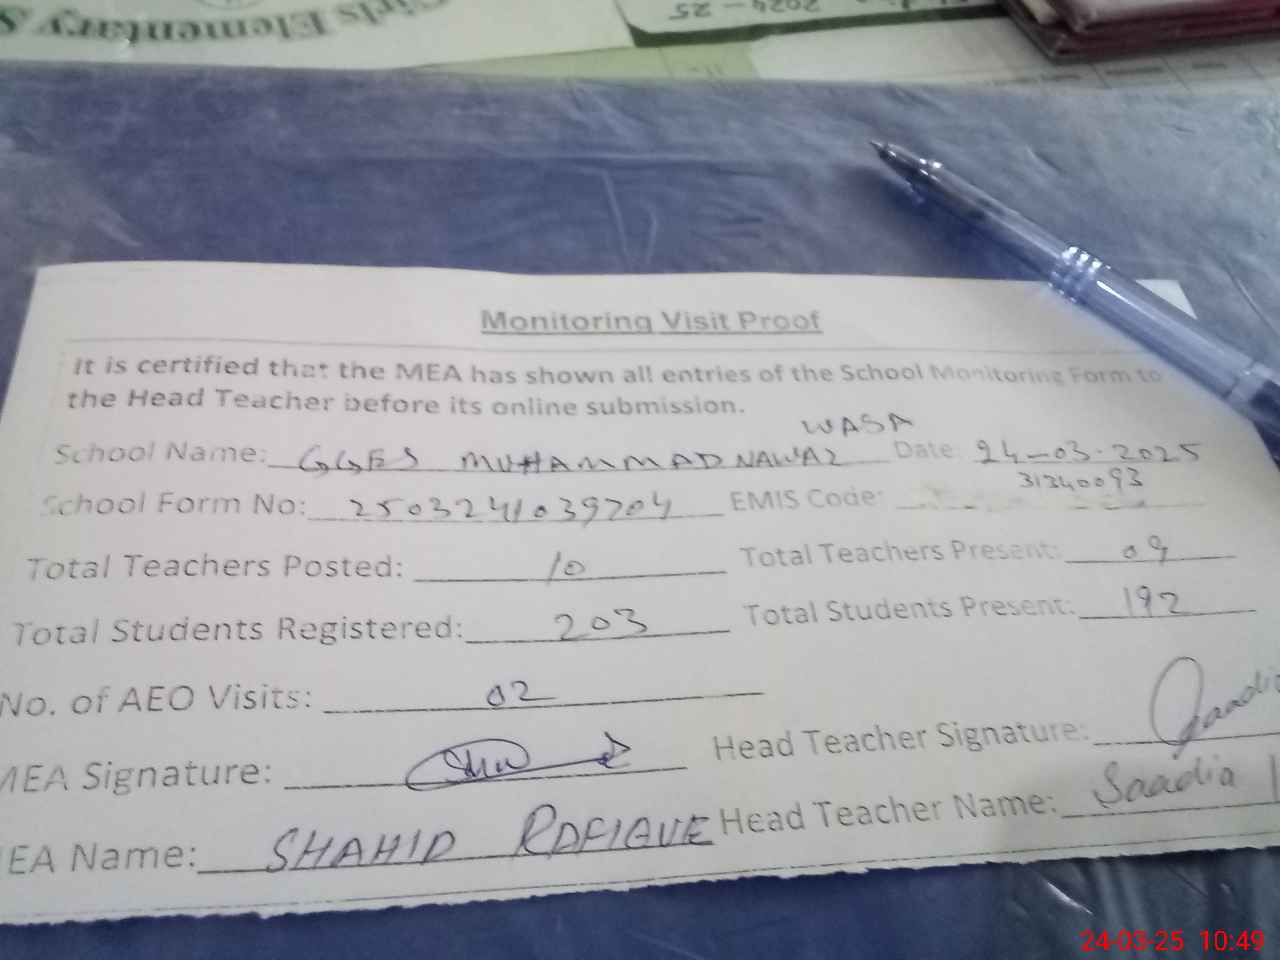 Girls Elementary S
2024-25
Monitoring Visit Proof
It is certified that the MEA has shown all entries of the School Monitoring Form to
the Head Teacher before its online submission.
WASA
School Name: GGES MUHAMMAD NAWAZ Date: 24-03-2025
School Form No: 2503241039704 EMIS Code: 31340093
Total Teachers Posted: 10 Total Teachers Present: 09
Total Students Registered: 203 Total Students Present: 192
No. of AEO Visits: 02
MEA Signature: Head Teacher Signature: Saadia
EA Name: SHAHID RAFIQUE Head Teacher Name: Saadia
24-03-25 10:49